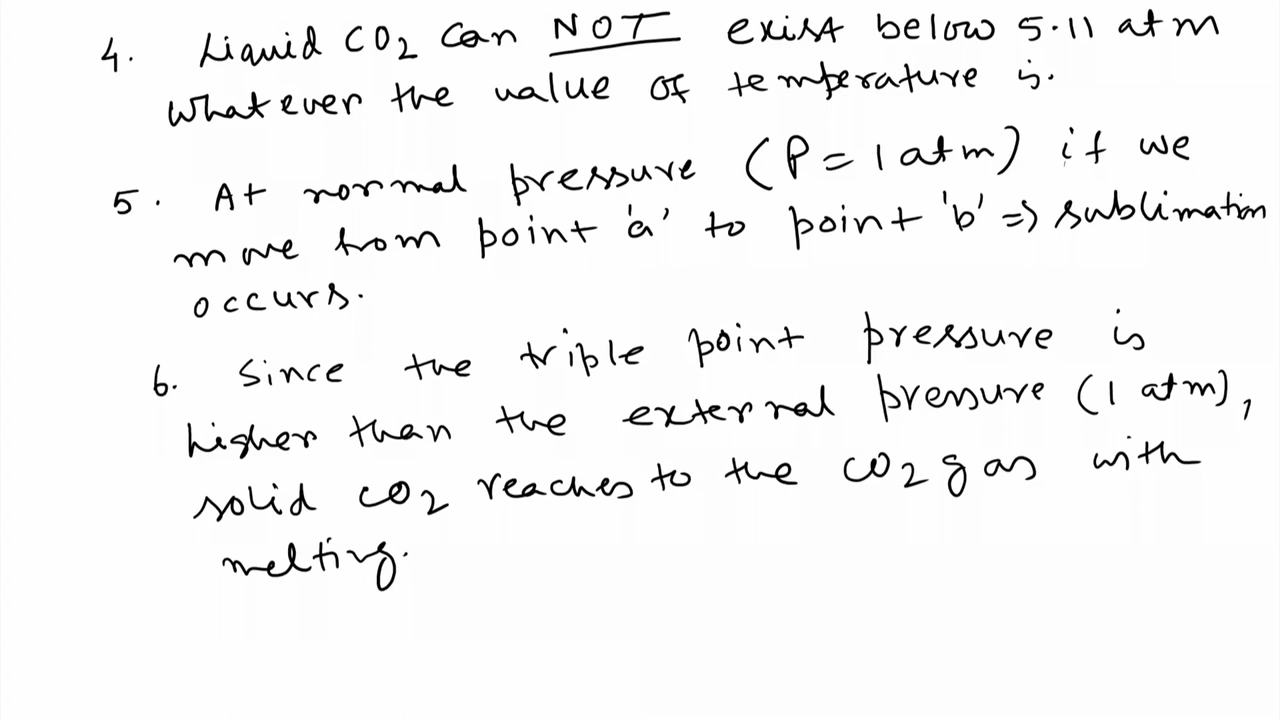 4. Liquid CO2 can NOT exist below 5.11 atm
whatever the value of temperature is.
5. At normal pressure (P = 1 atm) if we
move from point 'a' to point 'b' => sublimation
occurs.
6. Since the triple point pressure is
higher than the external pressure (1 atm),
solid CO2 reaches to the CO2 gas with
melting.